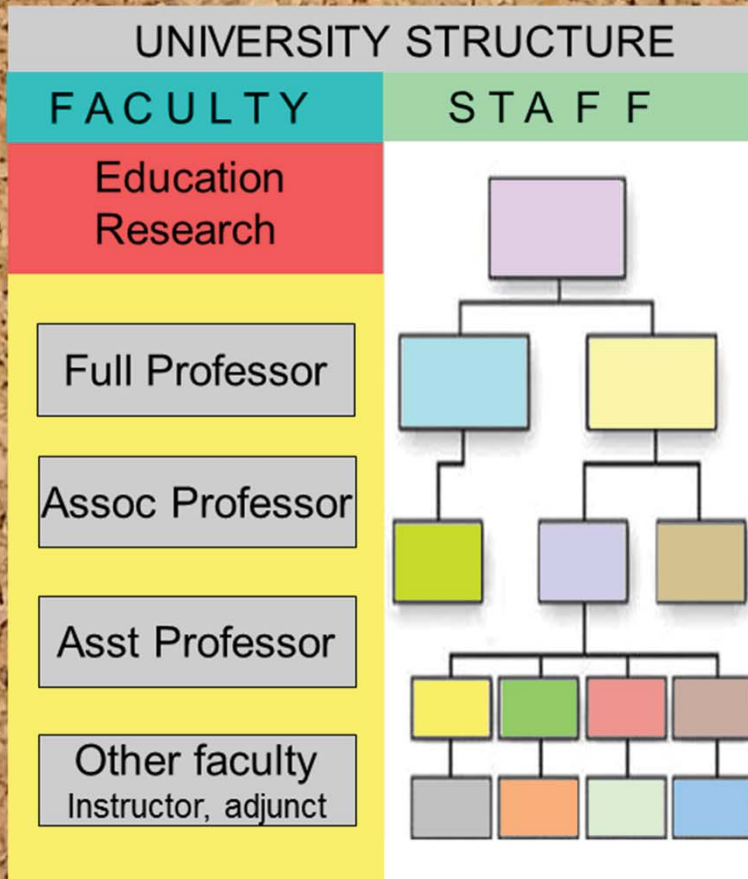 UNIVERSITY STRUCTURE
FACULTY
STAFF
Education
Research
Full Professor
Assoc Professor
Asst Professor
Other faculty
Instructor, adjunct